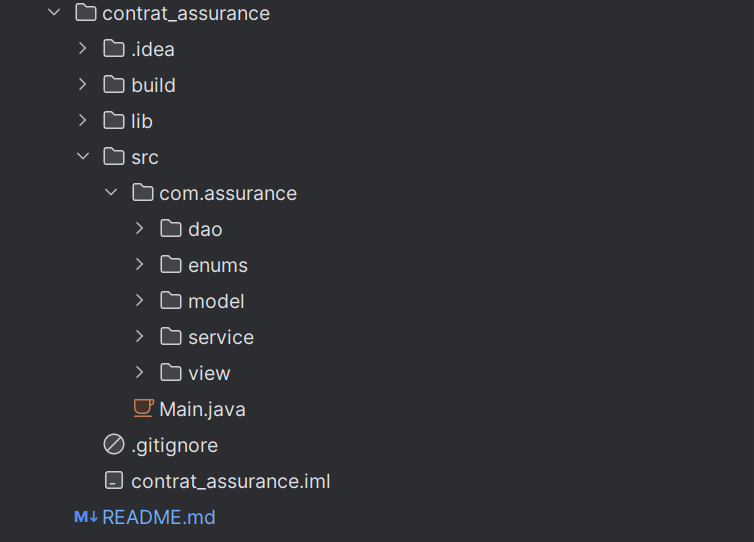 contrat_assurance
.idea
build
lib
src
com.assurance
dao
enums
model
service
view
Main.java
.gitignore
contrat_assurance.iml
M↓ README.md